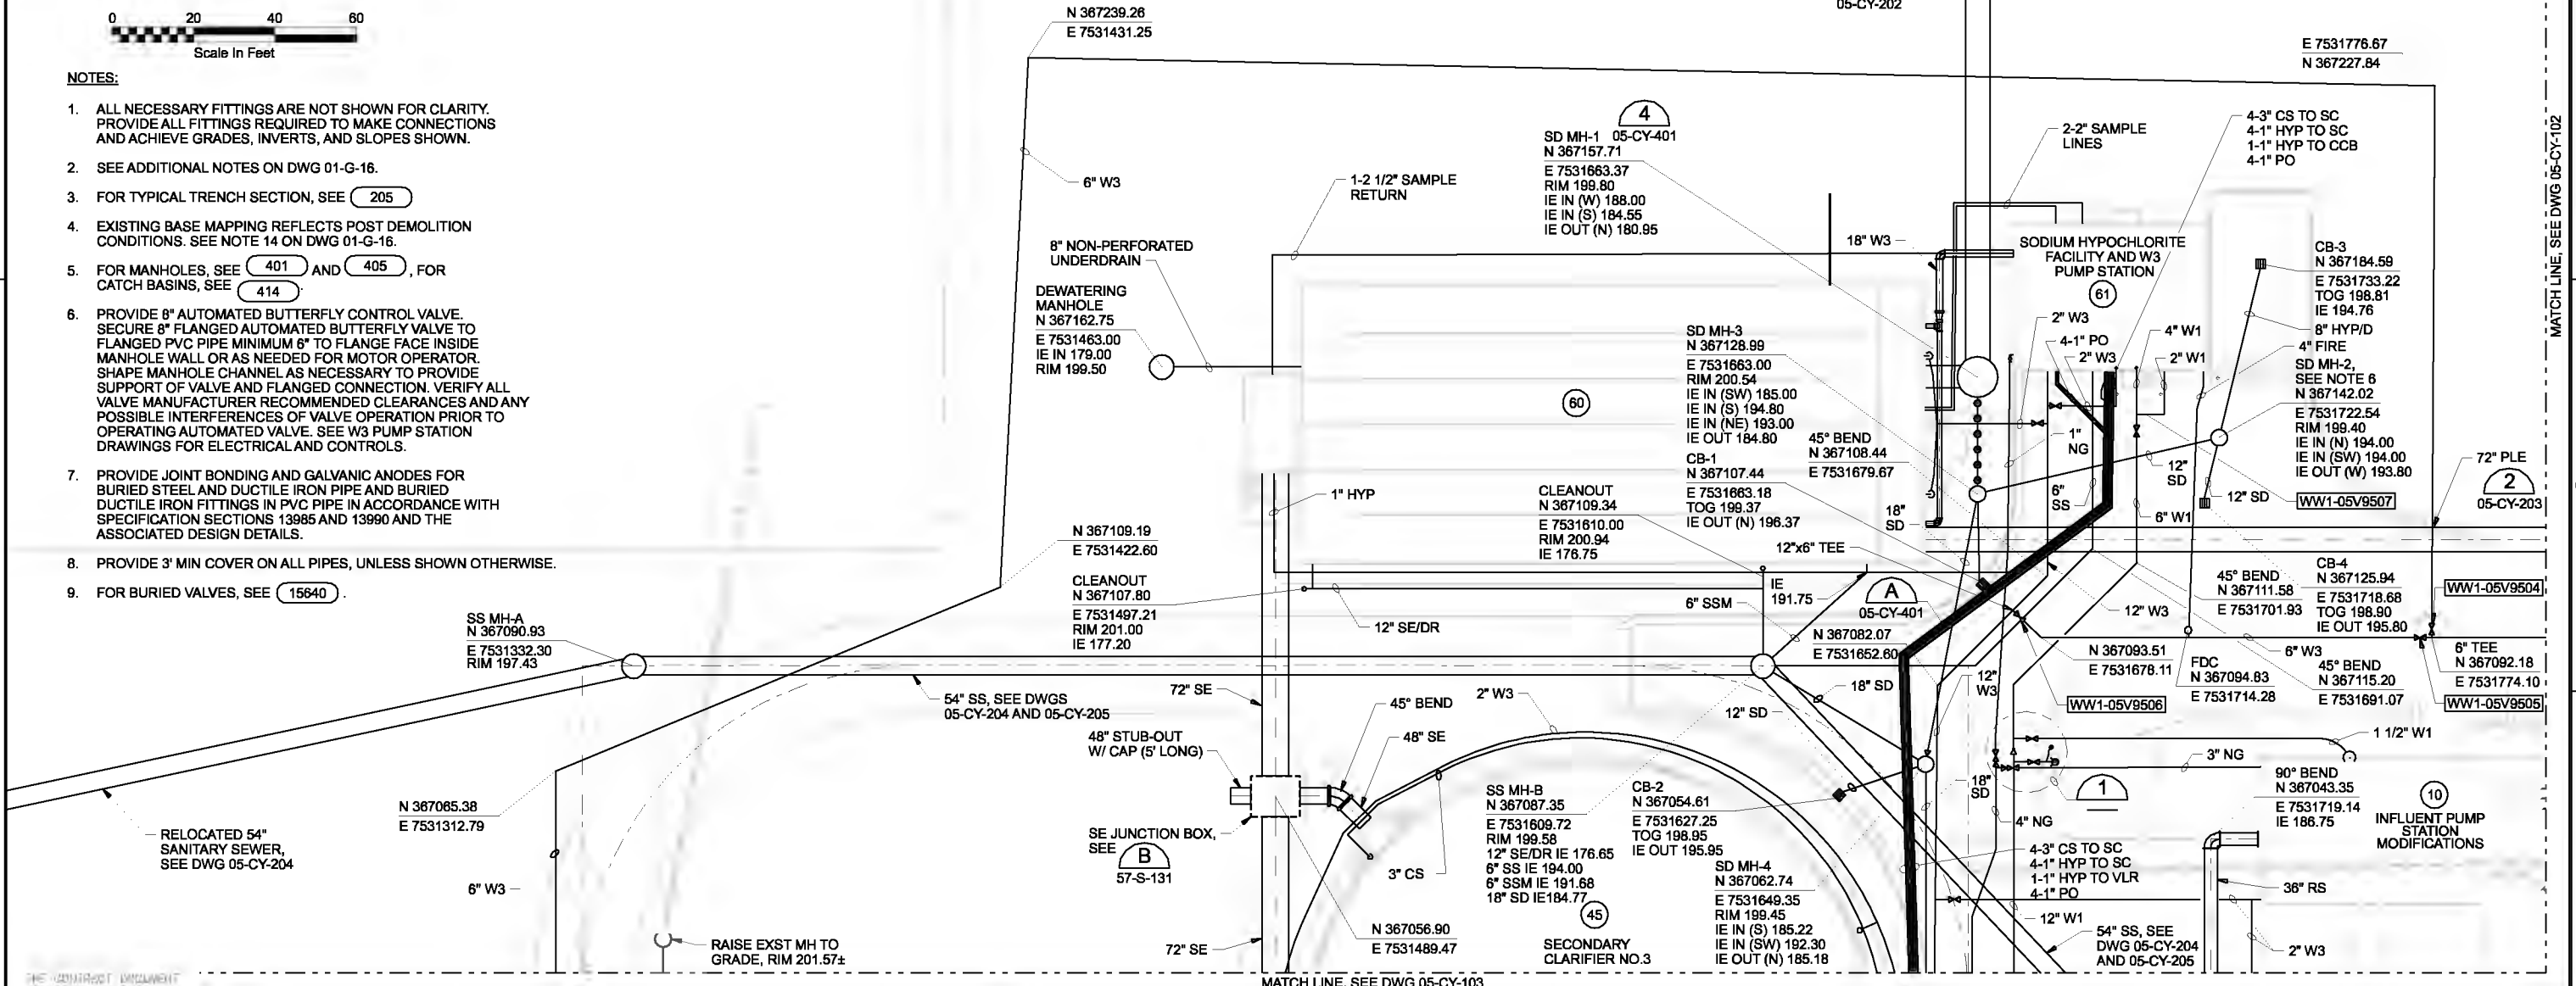 0 20 40 60
Scale In Feet
NOTES:
1. ALL NECESSARY FITTINGS ARE NOT SHOWN FOR CLARITY.
PROVIDE ALL FITTINGS REQUIRED TO MAKE CONNECTIONS
AND ACHIEVE GRADES, INVERTS, AND SLOPES SHOWN.
2. SEE ADDITIONAL NOTES ON DWG 01-G-16.
3. FOR TYPICAL TRENCH SECTION, SEE 205
4. EXISTING BASE MAPPING REFLECTS POST DEMOLITION
CONDITIONS. SEE NOTE 14 ON DWG 01-G-16.
5. FOR MANHOLES, SEE 401 AND 405 , FOR
CATCH BASINS, SEE 414 .
6. PROVIDE 8" AUTOMATED BUTTERFLY CONTROL VALVE.
SECURE 8" FLANGED AUTOMATED BUTTERFLY VALVE TO
FLANGED PVC PIPE MINIMUM 6" TO FLANGE FACE INSIDE
MANHOLE WALL OR AS NEEDED FOR MOTOR OPERATOR.
SHAPE MANHOLE CHANNEL AS NECESSARY TO PROVIDE
SUPPORT OF VALVE AND FLANGED CONNECTION. VERIFY ALL
VALVE MANUFACTURER RECOMMENDED CLEARANCES AND ANY
POSSIBLE INTERFERENCES OF VALVE OPERATION PRIOR TO
OPERATING AUTOMATED VALVE. SEE W3 PUMP STATION
DRAWINGS FOR ELECTRICAL AND CONTROLS.
7. PROVIDE JOINT BONDING AND GALVANIC ANODES FOR
BURIED STEEL AND DUCTILE IRON PIPE AND BURIED
DUCTILE IRON FITTINGS IN PVC PIPE IN ACCORDANCE WITH
SPECIFICATION SECTIONS 13985 AND 13990 AND THE
ASSOCIATED DESIGN DETAILS.
8. PROVIDE 3' MIN COVER ON ALL PIPES, UNLESS SHOWN OTHERWISE.
9. FOR BURIED VALVES, SEE 15640 .
SS MH-A
N 367090.93
E 7531332.30
RIM 197.43
RELOCATED 54"
SANITARY SEWER,
SEE DWG 05-CY-204
N 367065.38
E 7531312.79
6" W3
RAISE EXST MH TO
GRADE, RIM 201.57±
THE CONTRACT DOCUMENT
N 367239.26
E 7531431.25
6" W3
8" NON-PERFORATED
UNDERDRAIN
DEWATERING
MANHOLE
N 367162.75
E 7531463.00
IE IN 179.00
RIM 199.50
1-2 1/2" SAMPLE
RETURN
N 367109.19
E 7531422.60
CLEANOUT
N 367107.80
E 7531497.21
RIM 201.00
IE 177.20
1" HYP
12" SE/DR
54" SS, SEE DWGS
05-CY-204 AND 05-CY-205
72" SE
48" STUB-OUT
W/ CAP (5' LONG)
45° BEND
48" SE
2" W3
SE JUNCTION BOX,
SEE B
57-S-131
3" CS
72" SE
N 367056.90
E 7531489.47
MATCH LINE, SEE DWG 05-CY-103
05-CY-202
4
SD MH-1 05-CY-401
N 367157.71
E 7531663.37
RIM 199.80
IE IN (W) 188.00
IE IN (S) 184.55
IE OUT (N) 180.95
60
CLEANOUT
N 367109.34
E 7531610.00
RIM 200.94
IE 176.75
SD MH-3
N 367128.99
E 7531663.00
RIM 200.54
IE IN (SW) 185.00
IE IN (S) 194.80
IE IN (NE) 193.00
IE OUT 184.80
CB-1
N 367107.44
E 7531663.18
TOG 199.37
IE OUT (N) 196.37
45° BEND
N 367108.44
E 7531679.67
18" W3
18"
SD
12"x6" TEE
IE
191.75
A
05-CY-401
6" SSM
N 367082.07
E 7531652.60
18" SD
12" SD
12"
W3
SS MH-B
N 367087.35
E 7531609.72
RIM 199.58
12" SE/DR IE 176.65
6" SS IE 194.00
6" SSM IE 191.68
18" SD IE184.77
45
SECONDARY
CLARIFIER NO.3
CB-2
N 367054.61
E 7531627.25
TOG 198.95
IE OUT 195.95
SD MH-4
N 367062.74
E 7531649.35
RIM 199.45
IE IN (S) 185.22
IE IN (SW) 192.30
IE OUT (N) 185.18
E 7531776.67
N 367227.84
2-2" SAMPLE
LINES
4-3" CS TO SC
4-1" HYP TO SC
1-1" HYP TO CCB
4-1" PO
SODIUM HYPOCHLORITE
FACILITY AND W3
PUMP STATION
61
2" W3
4-1" PO
2" W3
4" W1
2" W1
1"
NG
6"
SS
12"
SD
6" W1
12" SD
CB-3
N 367184.59
E 7531733.22
TOG 198.81
IE 194.76
8" HYP/D
4" FIRE
SD MH-2,
SEE NOTE 6
N 367142.02
E 7531722.54
RIM 199.40
IE IN (N) 194.00
IE IN (SW) 194.00
IE OUT (W) 193.80
WW1-05V9507
72" PLE
2
05-CY-203
45° BEND
N 367111.58
E 7531701.93
CB-4
N 367125.94
E 7531718.68
TOG 198.90
IE OUT 195.80
WW1-05V9504
12" W3
N 367093.51
E 7531678.11
FDC
N 367094.83
E 7531714.28
6" W3
45° BEND
N 367115.20
E 7531691.07
6" TEE
N 367092.18
E 7531774.10
WW1-05V9505
WW1-05V9506
1 1/2" W1
3" NG
18"
SD
1
4" NG
90° BEND
N 367043.35
E 7531719.14
IE 186.75
10
INFLUENT PUMP
STATION
MODIFICATIONS
4-3" CS TO SC
4-1" HYP TO SC
1-1" HYP TO VLR
4-1" PO
36" RS
12" W1
54" SS, SEE
DWG 05-CY-204
AND 05-CY-205
2" W3
MATCH LINE, SEE DWG 05-CY-102